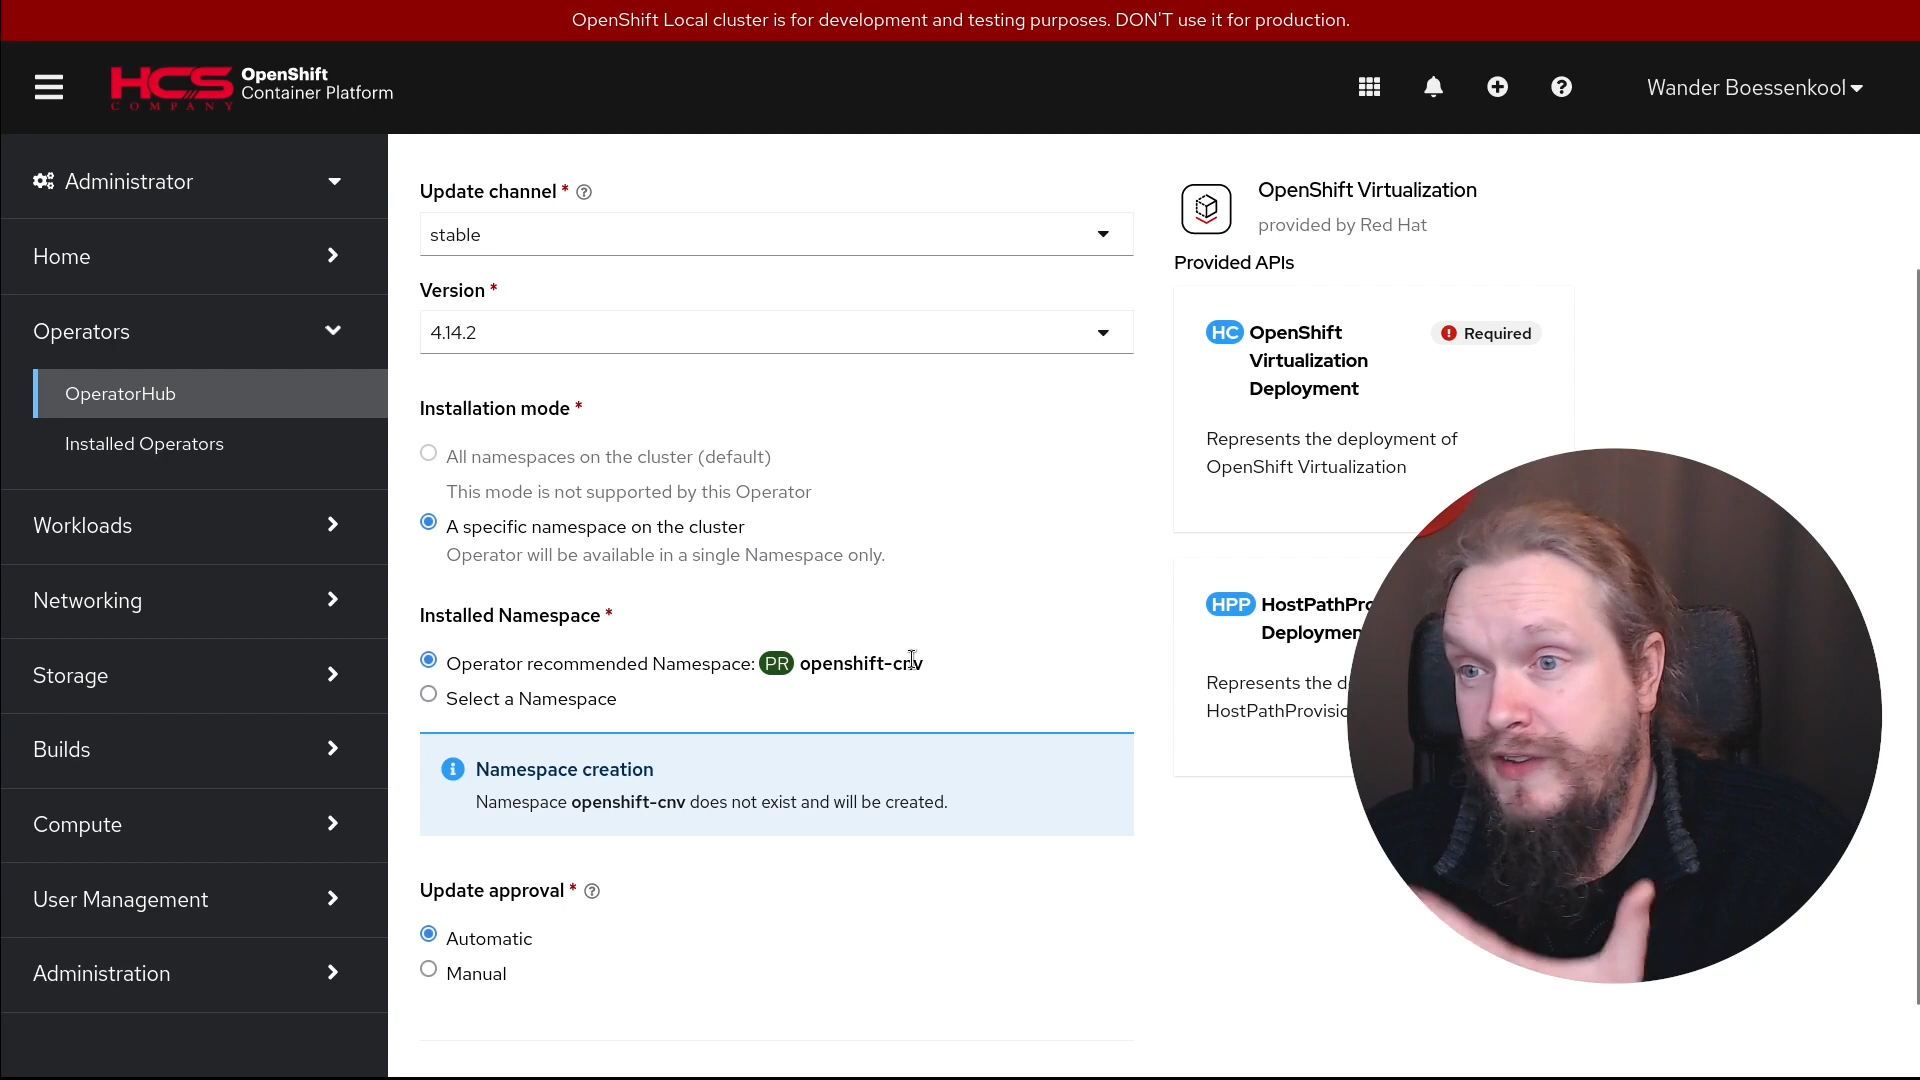 OpenShift Local cluster is for development and testing purposes. DON'T use it for production.
HCS
COMPANY
OpenShift
Container Platform
Wander Boessenkool
Administrator
Home
Operators
OperatorHub
Installed Operators
Workloads
Networking
Storage
Builds
Compute
User Management
Administration
Update channel *
stable
Version *
4.14.2
Installation mode *
All namespaces on the cluster (default)
This mode is not supported by this Operator
A specific namespace on the cluster
Operator will be available in a single Namespace only.
Installed Namespace *
Operator recommended Namespace: PR openshift-cnv
Select a Namespace
Namespace creation
Namespace openshift-cnv does not exist and will be created.
Update approval *
Automatic
Manual
OpenShift Virtualization
provided by Red Hat
Provided APIs
HC OpenShift
Virtualization
Deployment
Required
Represents the deployment of
OpenShift Virtualization
HPP
Represents the